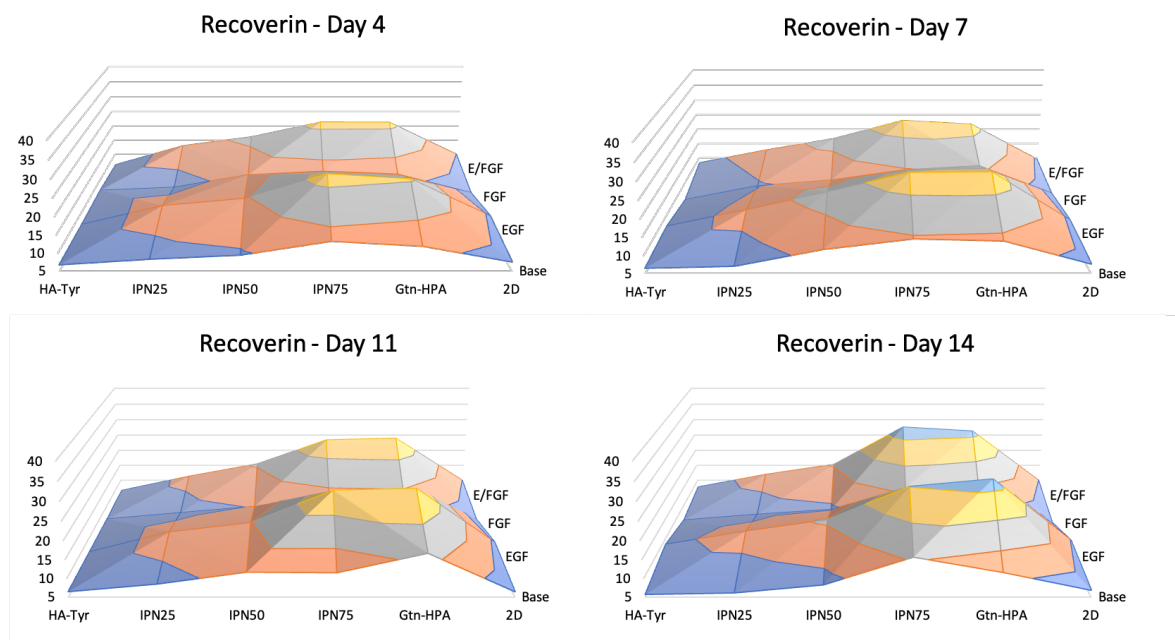 Recoverin - Day 4
40
35
30
25
20
15
10
5
E/FGF
FGF
EGF
Base
HA-Tyr IPN25 IPN50 IPN75 Gtn-HPA 2D
Recoverin - Day 7
40
35
30
25
20
15
10
5
E/FGF
FGF
EGF
Base
HA-Tyr IPN25 IPN50 IPN75 Gtn-HPA 2D
Recoverin - Day 11
40
35
30
25
20
15
10
5
E/FGF
FGF
EGF
Base
HA-Tyr IPN25 IPN50 IPN75 Gtn-HPA 2D
Recoverin - Day 14
40
35
30
25
20
15
10
5
E/FGF
FGF
EGF
Base
HA-Tyr IPN25 IPN50 IPN75 Gtn-HPA 2D